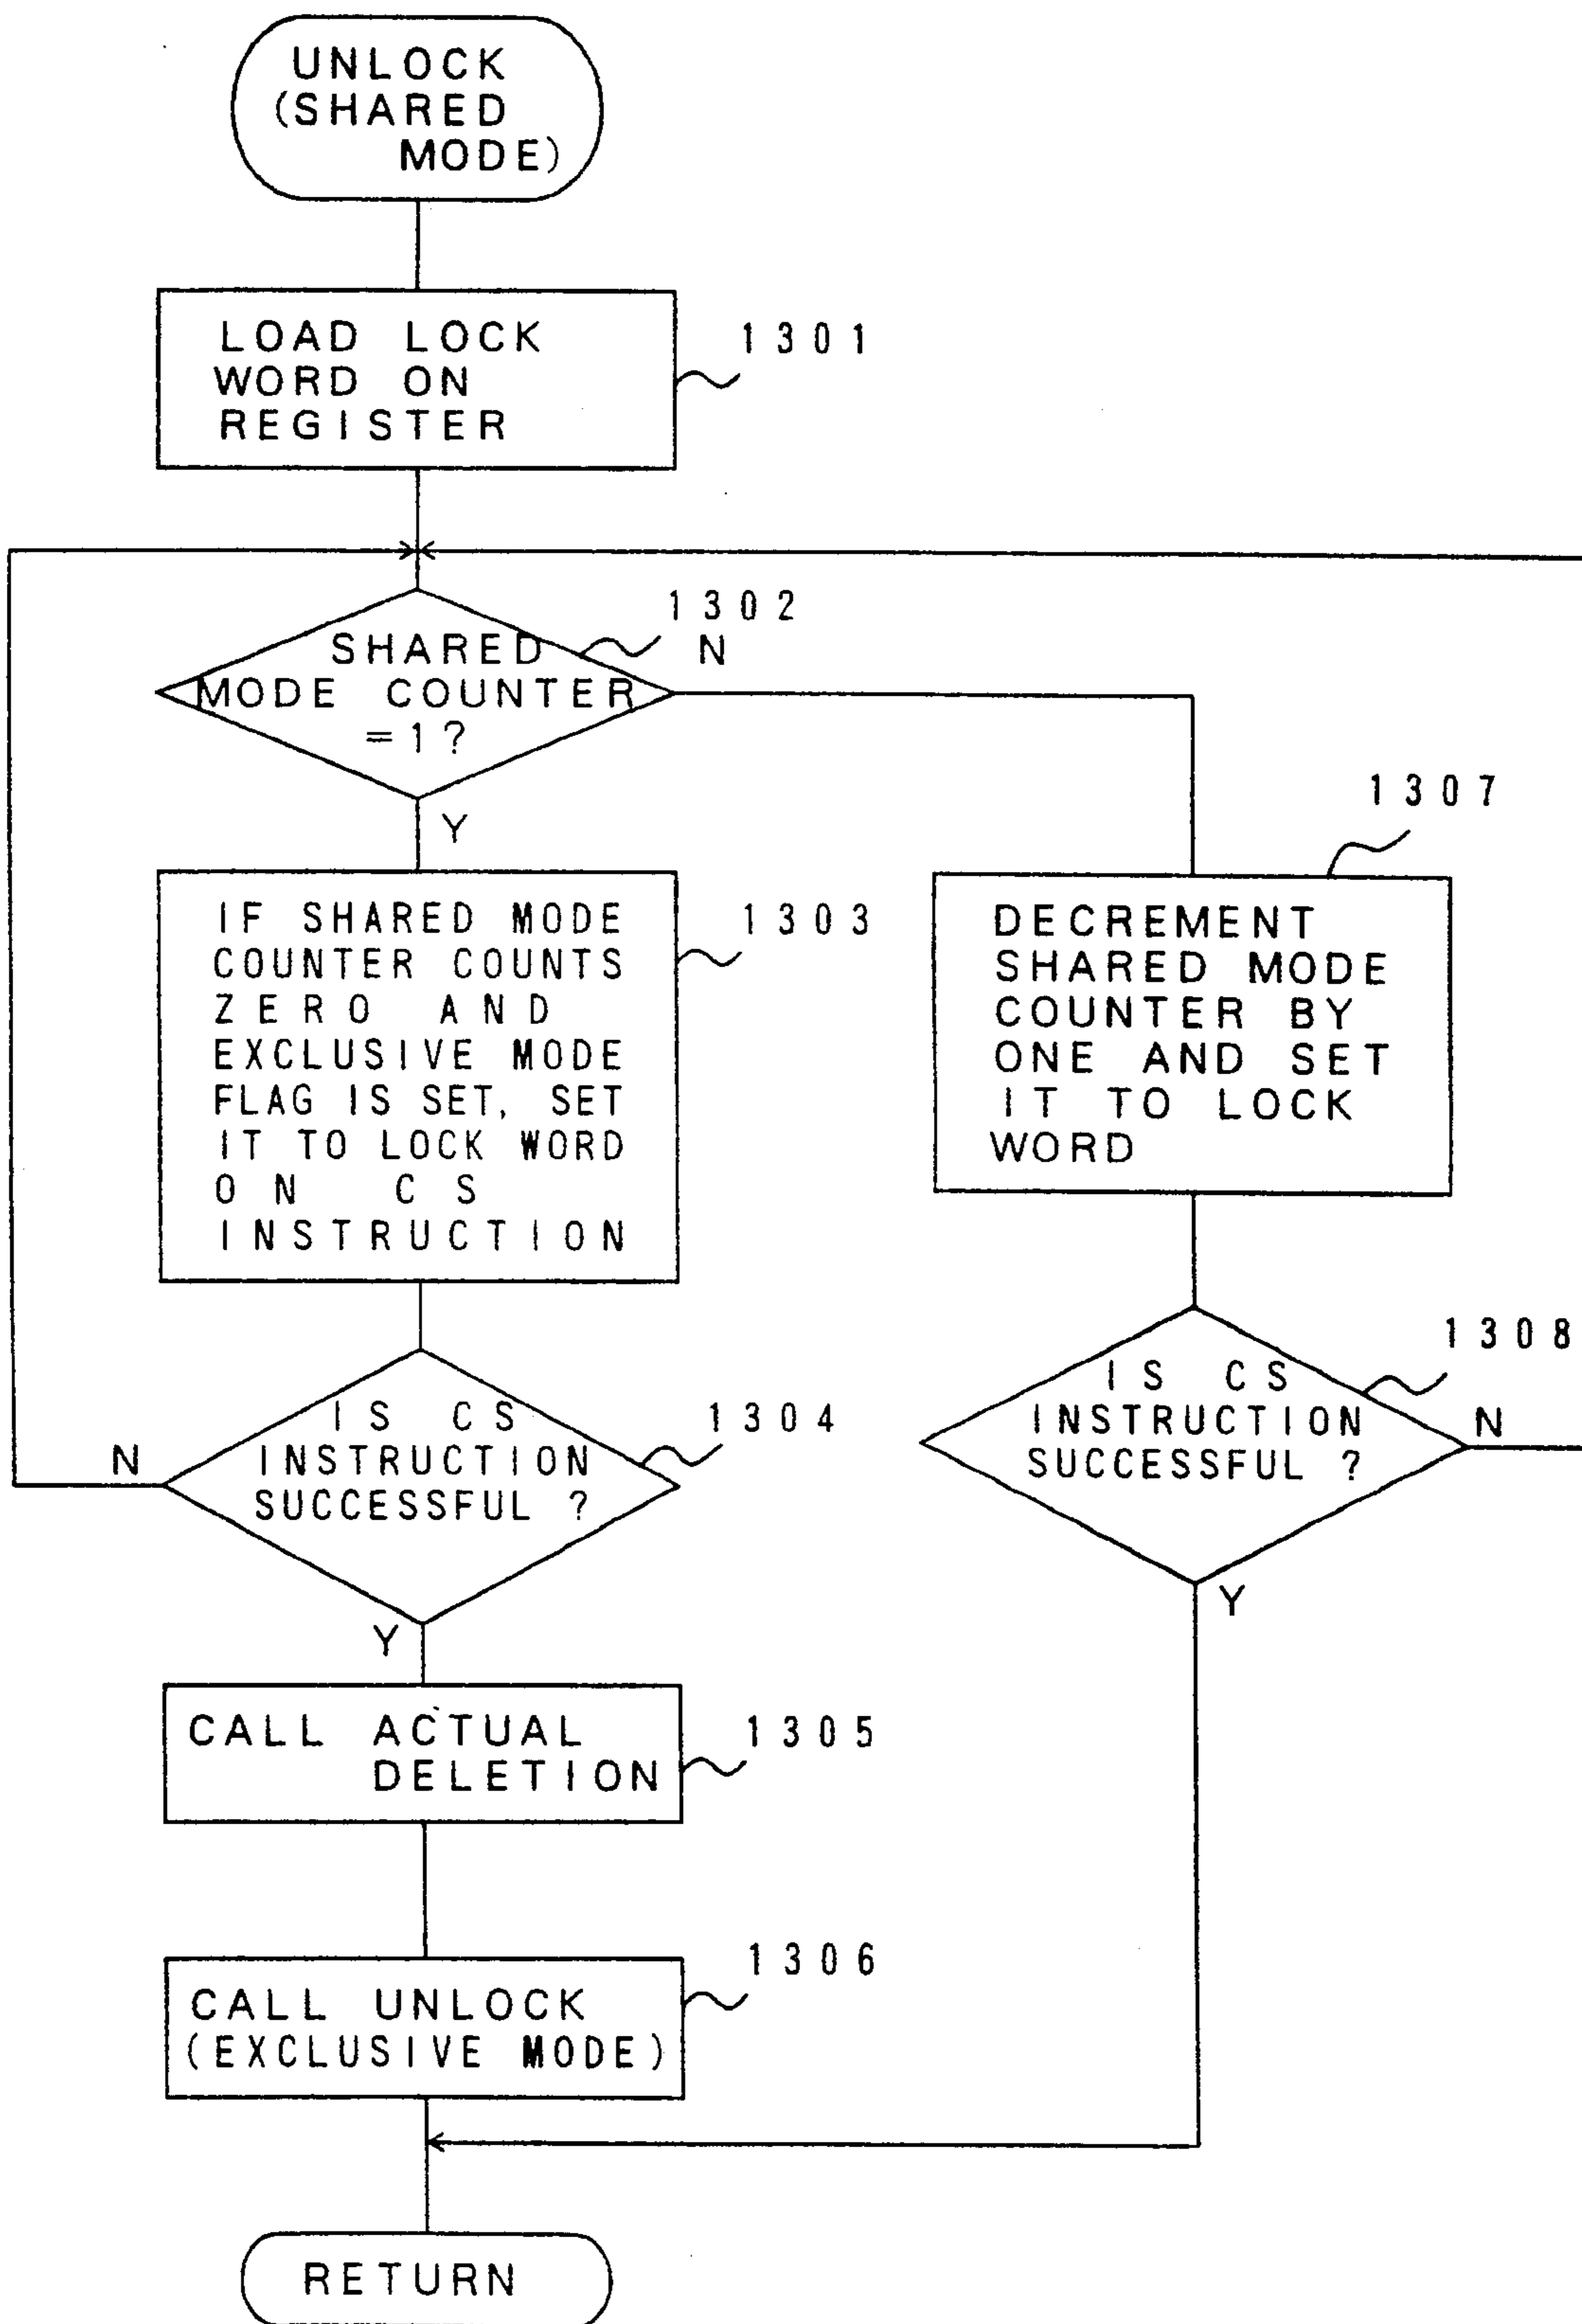 UNLOCK
(SHARED
MODE)
LOAD LOCK
WORD ON
REGISTER
1301
1302
SHARED
MODE COUNTER
=1?
N
Y
1303
IF SHARED MODE
COUNTER COUNTS
ZERO AND
EXCLUSIVE MODE
FLAG IS SET, SET
IT TO LOCK WORD
ON CS
INSTRUCTION
1307
DECREMENT
SHARED MODE
COUNTER BY
ONE AND SET
IT TO LOCK
WORD
1304
IS CS
INSTRUCTION
SUCCESSFUL ?
N
Y
1308
IS CS
INSTRUCTION
SUCCESSFUL ?
N
Y
CALL ACTUAL
DELETION
1305
CALL UNLOCK
(EXCLUSIVE MODE)
1306
RETURN